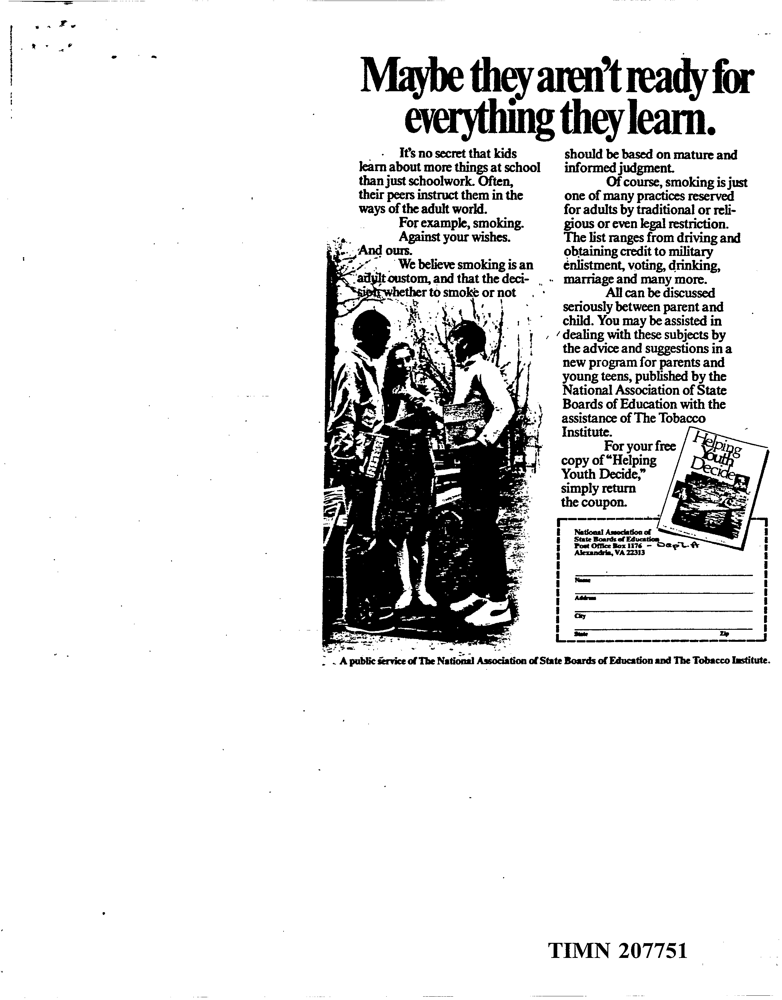 Maybe they aren't ready for
everything they learn.
It's no secret that kids
learn about more things at school
than just schoolwork. Often,
their peers instruct them in the
ways of the adult world.
For example, smoking.
Against your wishes.
And ours.
We believe smoking is an
adult custom, and that the deci-
sion whether to smoke or not
should be based on mature and
informed judgment.
Of course, smoking is just
one of many practices reserved
for adults by traditional or reli-
gious or even legal restriction.
The list ranges from driving and
obtaining credit to military
enlistment, voting, drinking,
marriage and many more.
All can be discussed
seriously between parent and
child. You may be assisted in
dealing with these subjects by
the advice and suggestions in a
new program for parents and
young teens, published by the
National Association of State
Boards of Education with the
assistance of The Tobacco
Institute.
For your free
copy of "Helping
Youth Decide,"
simply return
the coupon.
Helping
Youth
Decide
National Association of
State Boards of Education
Post Office Box 1176 - Dept. A
Alexandria, VA 22313
Name
Address
City
State Zip
A public service of The National Association of State Boards of Education and The Tobacco Institute.
TIMN 207751